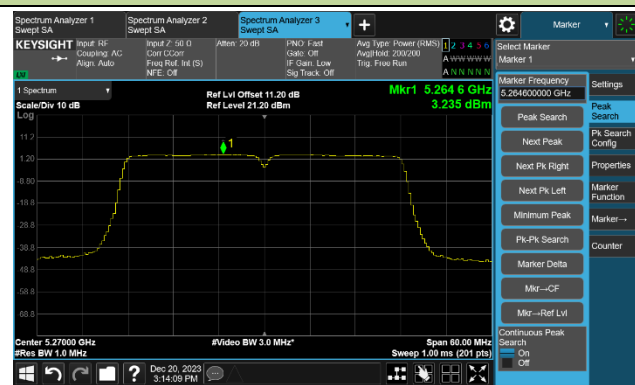 Spectrum Analyzer 1
Swept SA
Spectrum Analyzer 2
Swept SA
Spectrum Analyzer 3
Swept SA
Marker
KEYSIGHT
Input: RF
Coupling: AC
Align: Auto
Input Z: 50 Ω
Corr CCorr
Freq Ref: Int (S)
NFE: Off
Atten: 20 dB
PNO: Fast
Gate: Off
IF Gain: Low
Sig Track: Off
Avg Type: Power (RMS)
Avg|Hold: 200/200
Trig: Free Run
1 2 3 4 5 6
A W W W W W
A N N N N N
LXI
Select Marker
Marker 1
1 Spectrum
Scale/Div 10 dB
Log
Ref Lvl Offset 11.20 dB
Ref Level 21.20 dBm
Mkr1 5.264 6 GHz
3.235 dBm
11.2
1.20
-8.80
-18.8
-28.8
-38.8
-48.8
-58.8
-68.8
1
Center 5.27000 GHz
#Res BW 1.0 MHz
#Video BW 3.0 MHz*
Span 60.00 MHz
Sweep 1.00 ms (201 pts)
Marker Frequency
5.264600000 GHz
Peak Search
Next Peak
Next Pk Right
Next Pk Left
Minimum Peak
Pk-Pk Search
Marker Delta
Mkr→CF
Mkr→Ref Lvl
Continuous Peak
Search
On
Off
Settings
Peak
Search
Pk Search
Config
Properties
Marker
Function
Marker→
Counter
?
Dec 20, 2023
3:14:09 PM